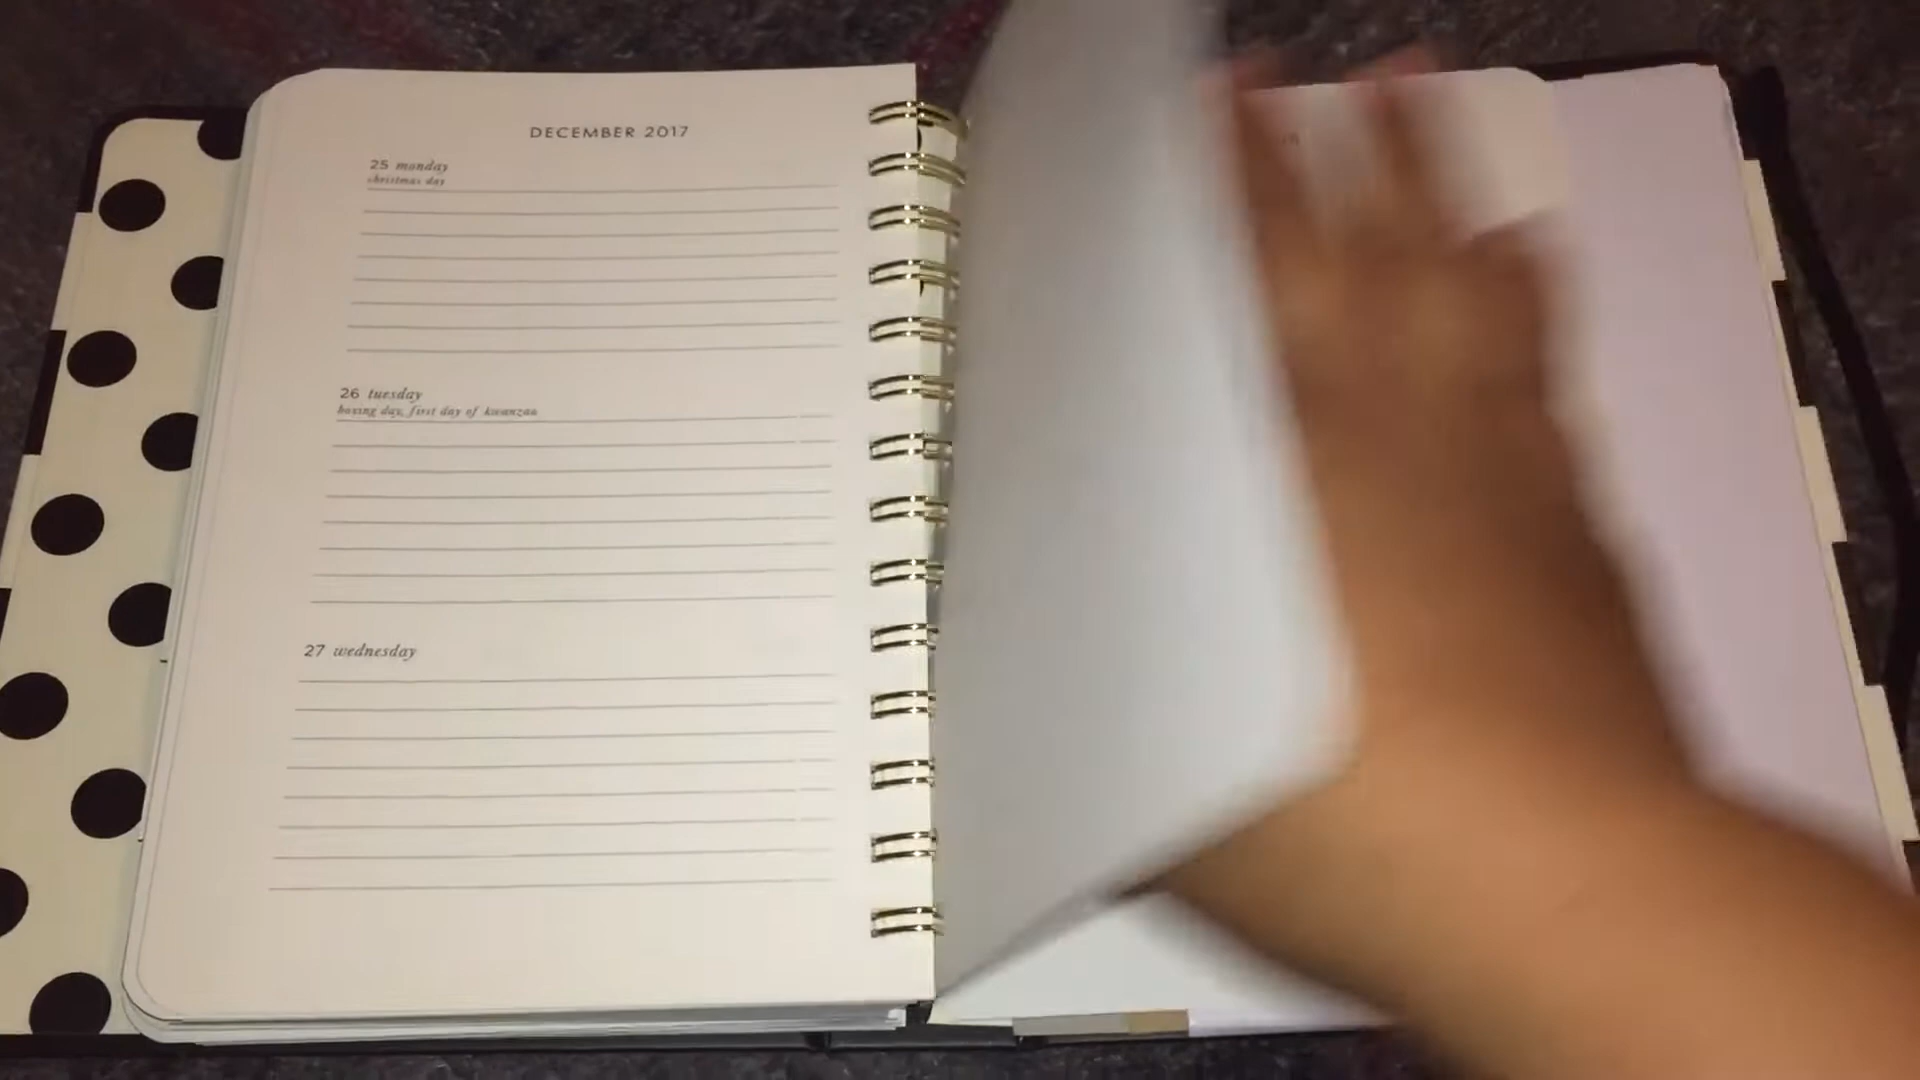 DECEMBER 2017
25 monday
christmas day
26 tuesday
boxing day, first day of kwanzaa
27 wednesday